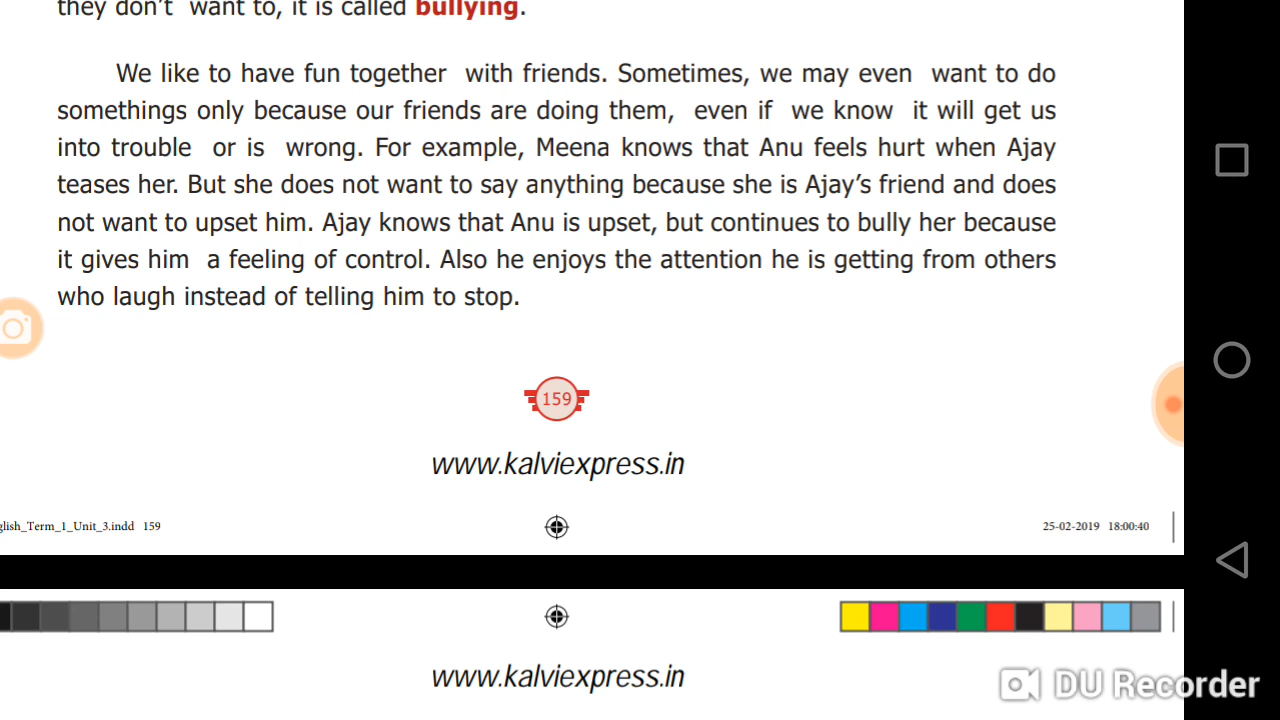 they don't want to, it is called bullying.
We like to have fun together with friends. Sometimes, we may even want to do
somethings only because our friends are doing them, even if we know it will get us
into trouble or is wrong. For example, Meena knows that Anu feels hurt when Ajay
teases her. But she does not want to say anything because she is Ajay's friend and does
not want to upset him. Ajay knows that Anu is upset, but continues to bully her because
it gives him a feeling of control. Also he enjoys the attention he is getting from others
who laugh instead of telling him to stop.
159
www.kalviexpress.in
glish_Term_1_Unit_3.indd 159 25-02-2019 18:00:40
www.kalviexpress.in
DU Recorder